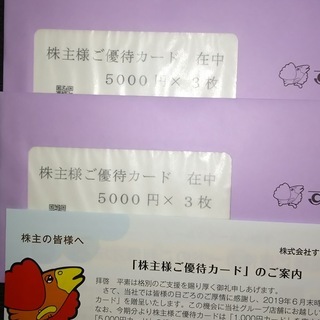 株主様ご優待カード 在中
5000円×3枚
株主様ご優待カード 在中
5000円×3枚
株主の皆様へ
株式会社す
「株主様ご優待カード」のご案内
拝啓 平素は格別のご支援を賜り厚く御礼申しあげます。
さて、当社では皆様の日ごろのご厚情に感謝し、2019年6月末時
カード」を贈呈いたします。この機会に当社グループ店舗にお越しい
なお、今期分より株主様ご優待カードは「1,000円カード」